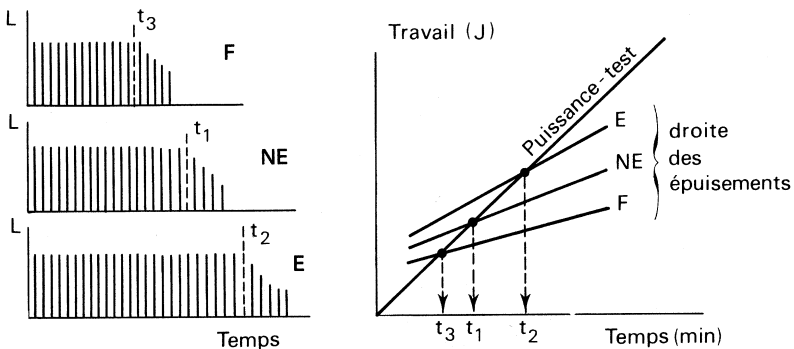 L
t3
F
L
t1
NE
L
t2
E
Temps
Travail (J)
Puissance-test
E
NE
F
droite
des
épuisements
t3 t1 t2
Temps (min)